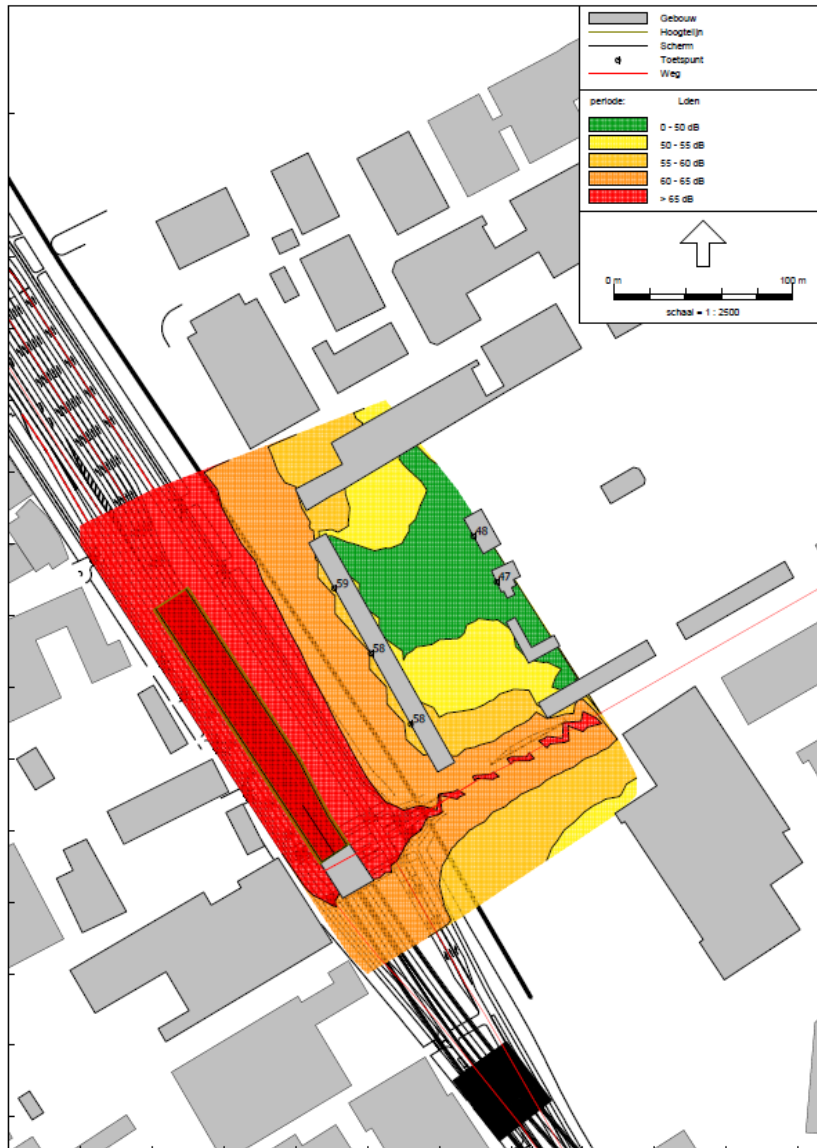 Gebouw
Hoogtelijn
Scherm
Toetspunt
Weg
periode: Lden
0 - 50 dB
50 - 55 dB
55 - 60 dB
60 - 65 dB
> 65 dB
0 m 100 m
schaal = 1 : 2500
48
47
59
58
58